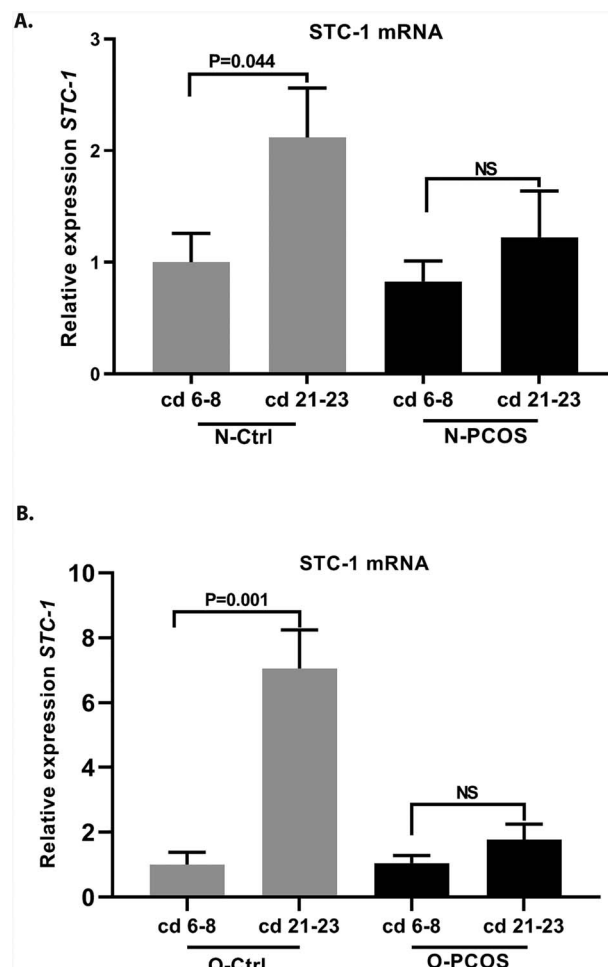 A.
STC-1 mRNA
Relative expression STC-1
3
2
1
0
P=0.044
NS
cd 6-8 cd 21-23 cd 6-8 cd 21-23
N-Ctrl N-PCOS
B.
STC-1 mRNA
Relative expression STC-1
10
8
6
4
2
0
P=0.001
NS
cd 6-8 cd 21-23 cd 6-8 cd 21-23
O-Ctrl O-PCOS